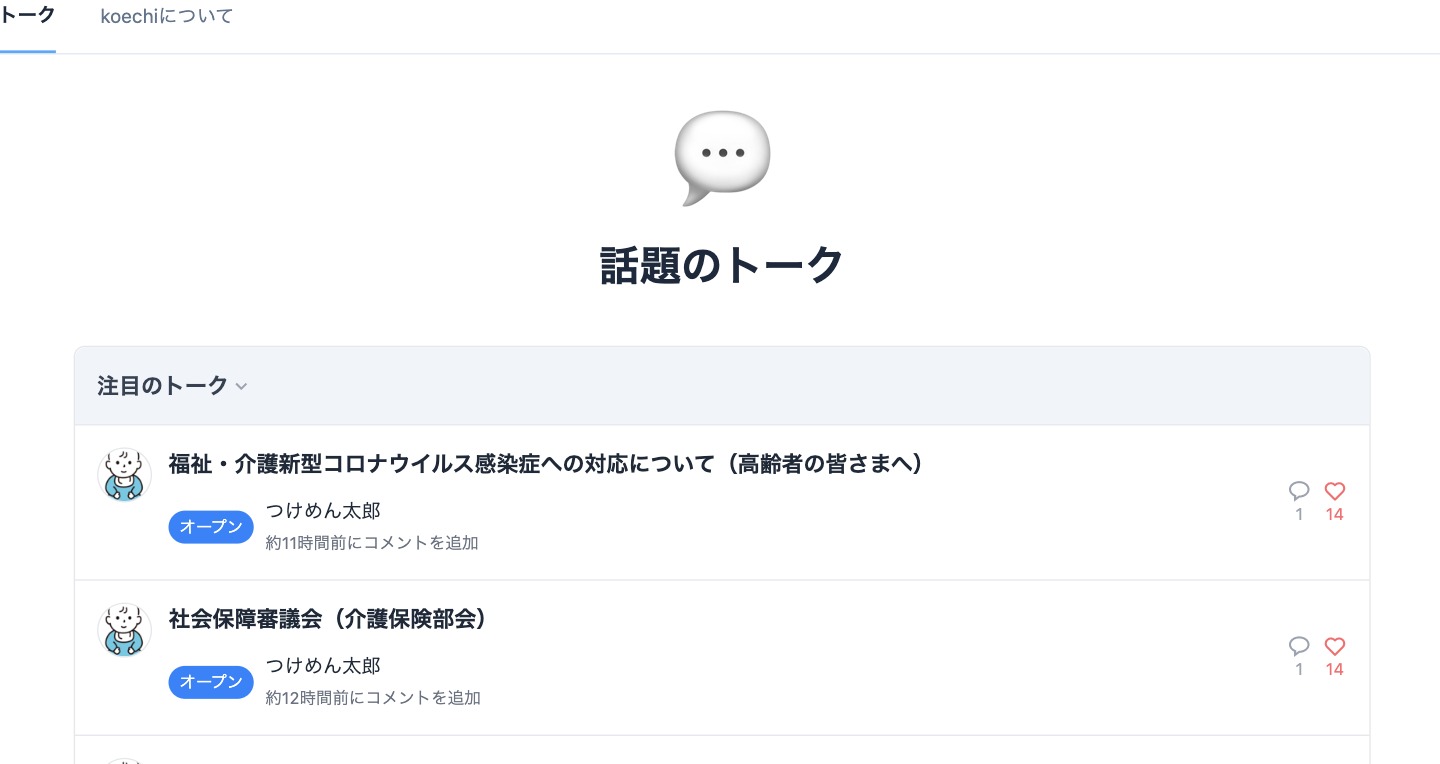 トーク
koechiについて
話題のトーク
注目のトーク
福祉・介護新型コロナウイルス感染症への対応について（高齢者の皆さまへ）
オープン
つけめん太郎
約11時間前にコメントを追加
1
14
社会保障審議会（介護保険部会）
オープン
つけめん太郎
約12時間前にコメントを追加
1
14